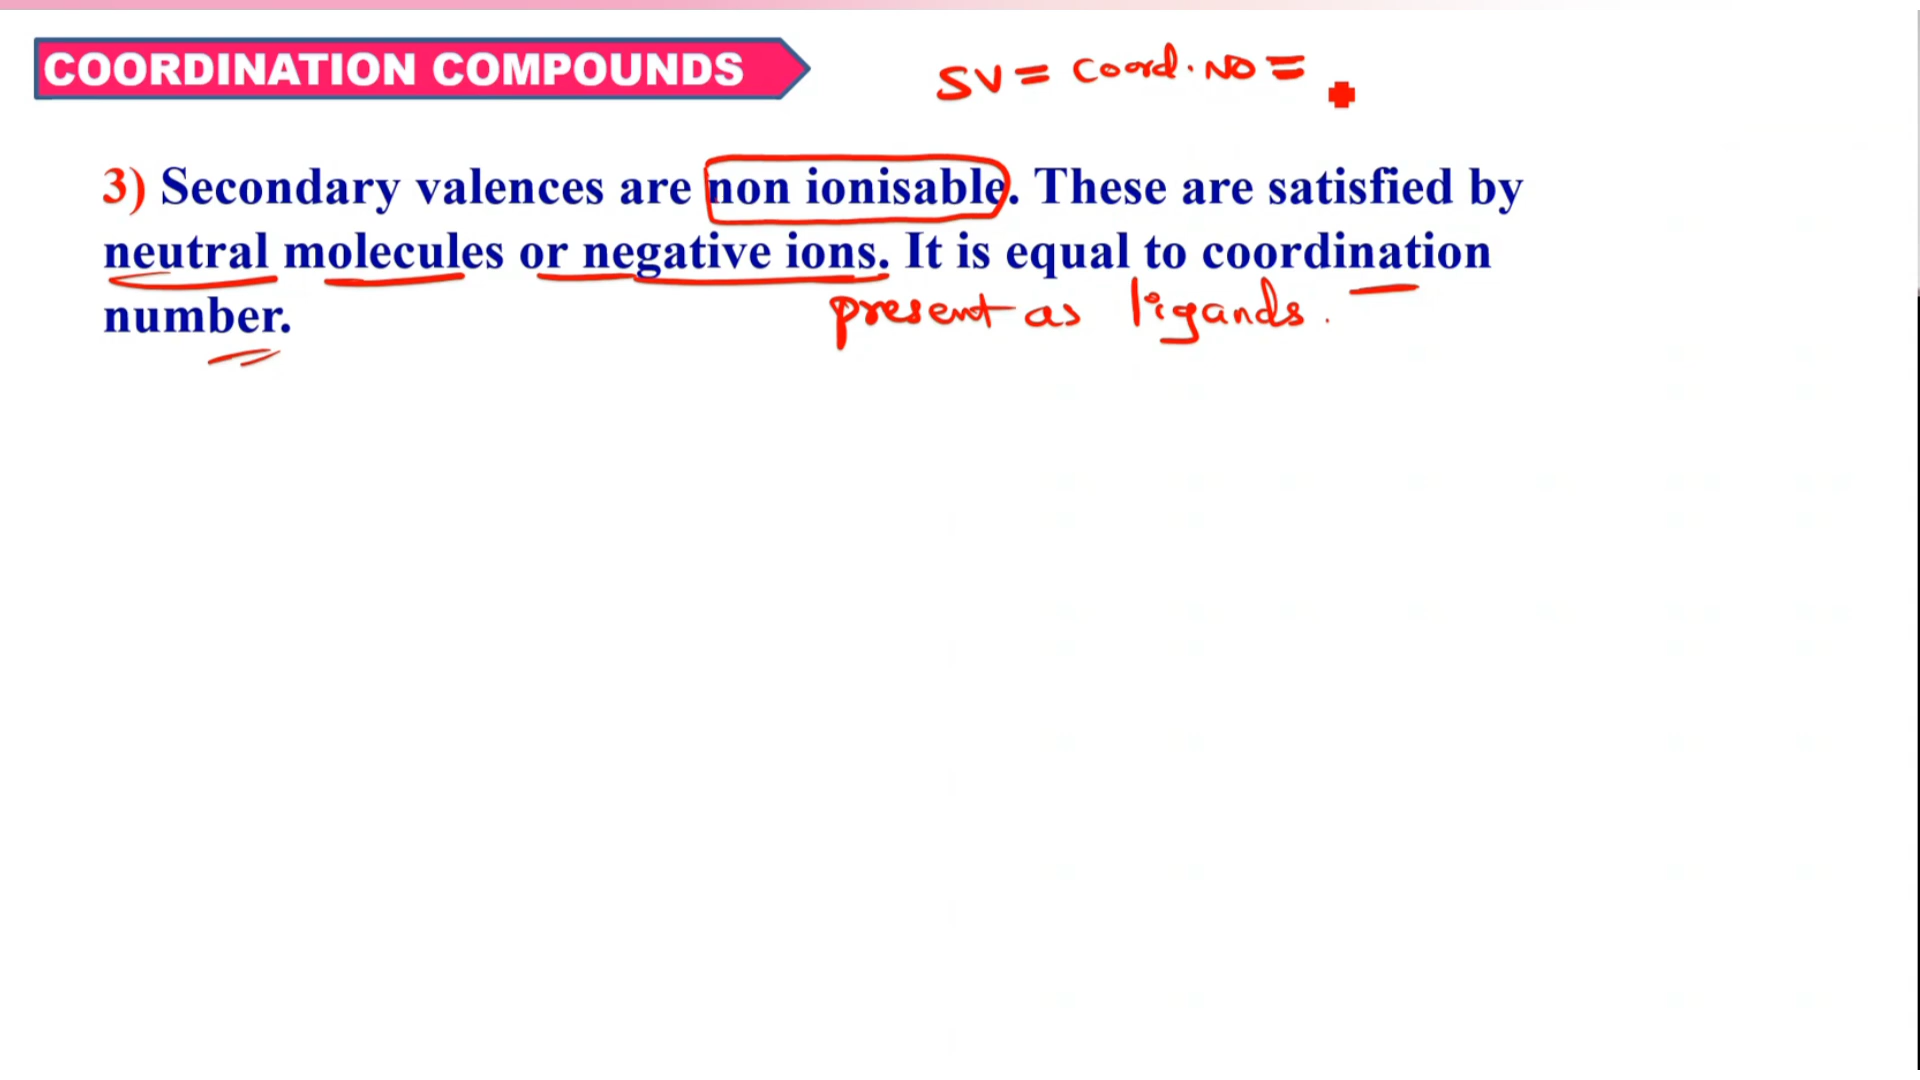 COORDINATION COMPOUNDS
SV = Coord. NO =
3) Secondary valences are non ionisable. These are satisfied by
neutral molecules or negative ions. It is equal to coordination
number.
present as ligands.